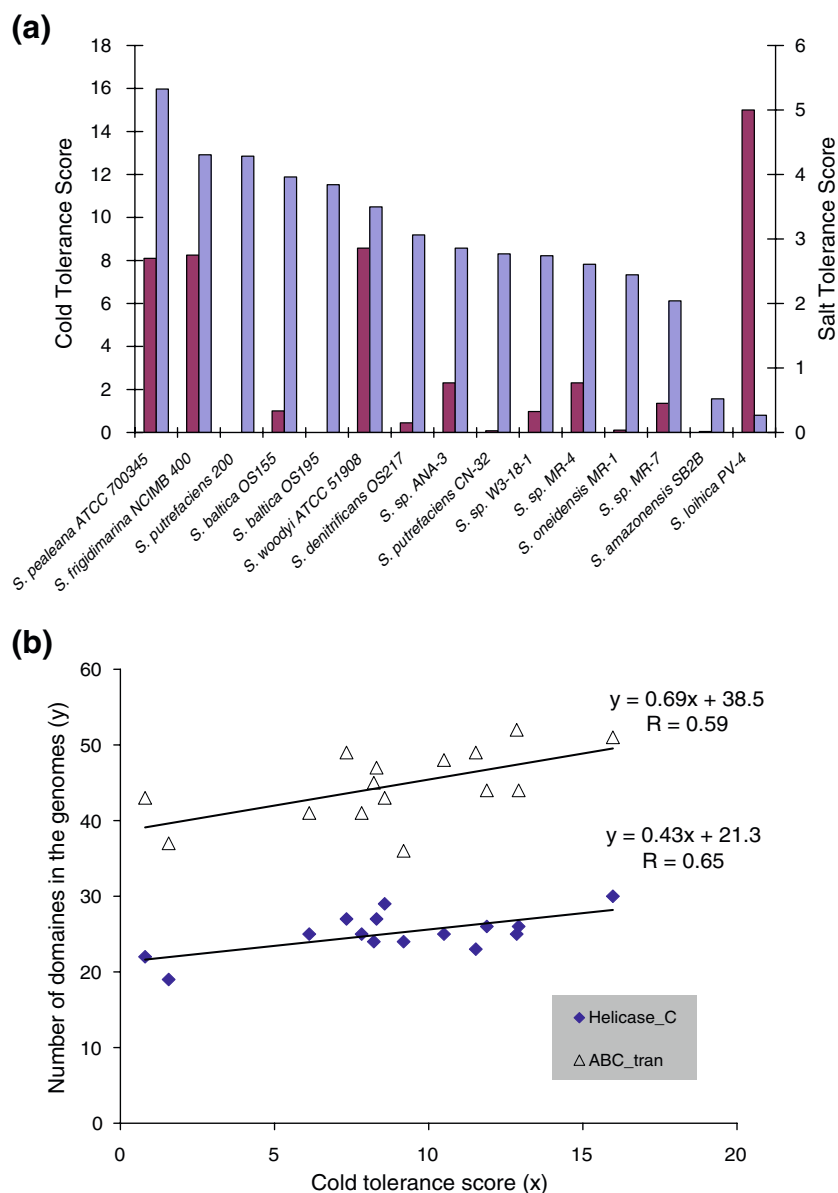 (a)
18
16
14
12
10
8
6
4
2
0
Cold Tolerance Score
6
5
4
3
2
1
0
Salt Tolerance Score
S. pealeana ATCC 700345
S. frigidimarina NCIMB 400
S. putrefaciens 200
S. baltica OS155
S. baltica OS195
S. woodyi ATCC 51908
S. denitrificans OS217
S. sp. ANA-3
S. putrefaciens CN-32
S. sp. W3-18-1
S. sp. MR-4
S. oneidensis MR-1
S. sp. MR-7
S. amazonensis SB2B
S. loihica PV-4
(b)
60
50
40
30
20
10
0
Number of domaines in the genomes (y)
y = 0.69x + 38.5
R = 0.59
y = 0.43x + 21.3
R = 0.65
Helicase_C
ABC_tran
0
5
10
15
20
Cold tolerance score (x)